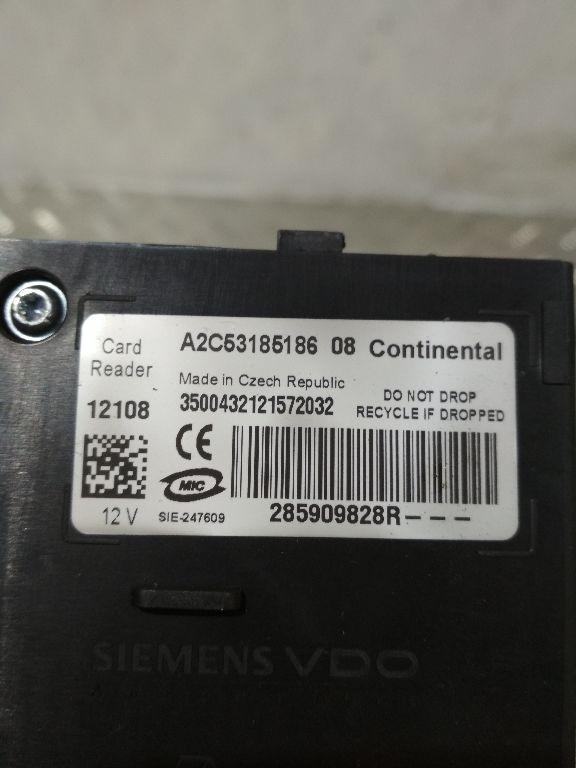 Card Reader
A2C53185186 08 Continental
Made in Czech Republic
12108
3500432121572032
DO NOT DROP
RECYCLE IF DROPPED
CE
MIC
12 V
SIE-247609
285909828R---
SIEMENS VDO